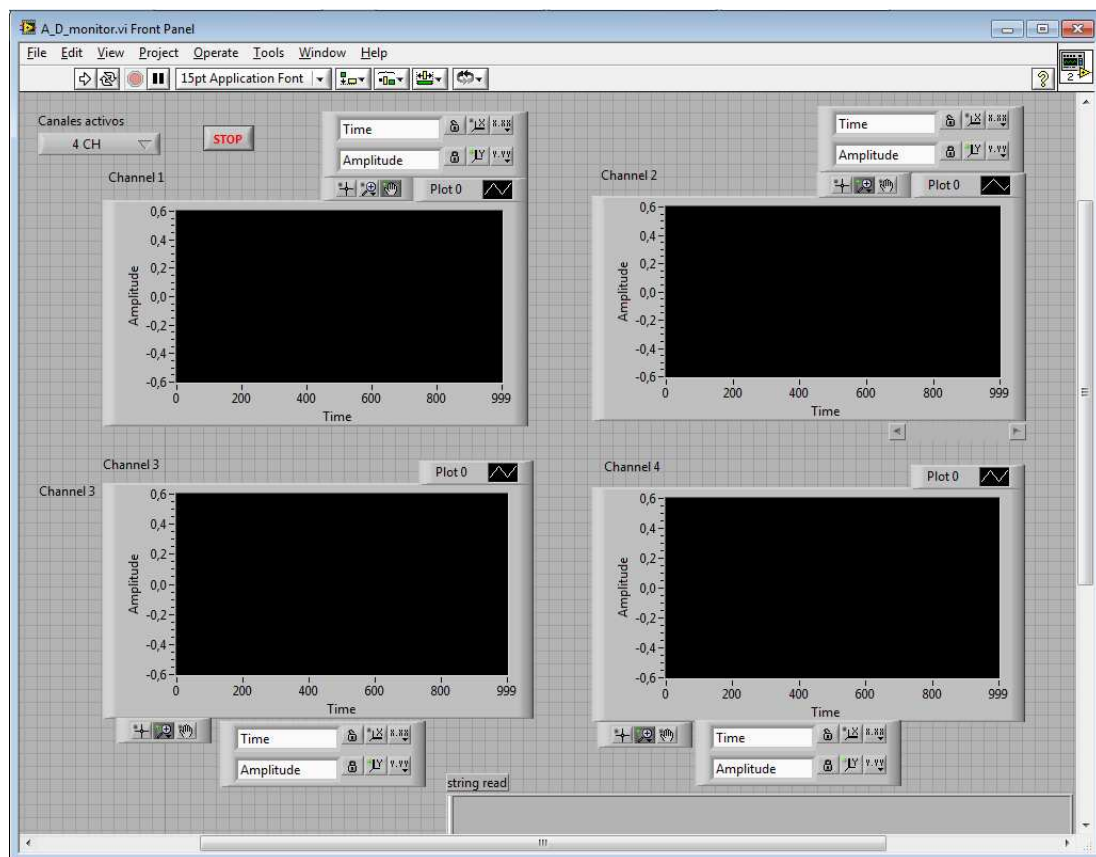 A_D_monitor.vi Front Panel
File Edit View Project Operate Tools Window Help
15pt Application Font
?
2
Canales activos
4 CH
STOP
Time
Amplitude
Channel 1
Plot 0
0,6
0,4
0,2
0,0
-0,2
-0,4
-0,6
Amplitude
0 200 400 600 800 999
Time
Time
Amplitude
Channel 2
Plot 0
0,6
0,4
0,2
0,0
-0,2
-0,4
-0,6
Amplitude
0 200 400 600 800 999
Time
Channel 3
Channel 3
Plot 0
0,6
0,4
0,2
0,0
-0,2
-0,4
-0,6
Amplitude
0 200 400 600 800 999
Time
Time
Amplitude
Channel 4
Plot 0
0,6
0,4
0,2
0,0
-0,2
-0,4
-0,6
Amplitude
0 200 400 600 800 999
Time
Time
Amplitude
string read